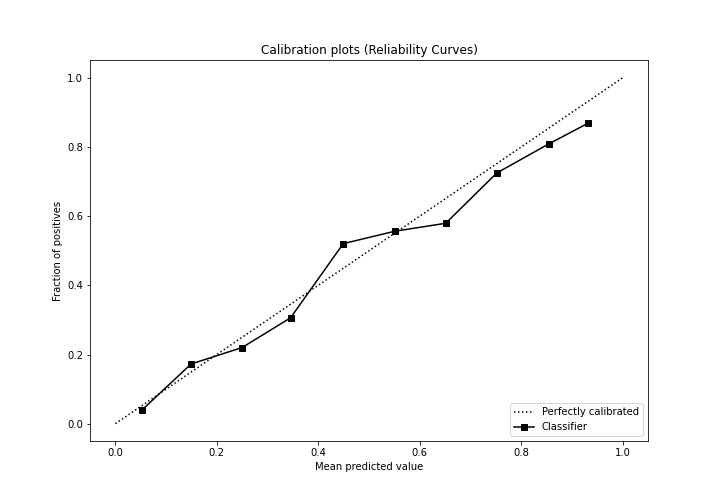 Calibration plots (Reliability Curves)
1.0
0.8
0.6
0.4
0.2
0.0
Fraction of positives
Perfectly calibrated
Classifier
0.0 0.2 0.4 0.6 0.8 1.0
Mean predicted value